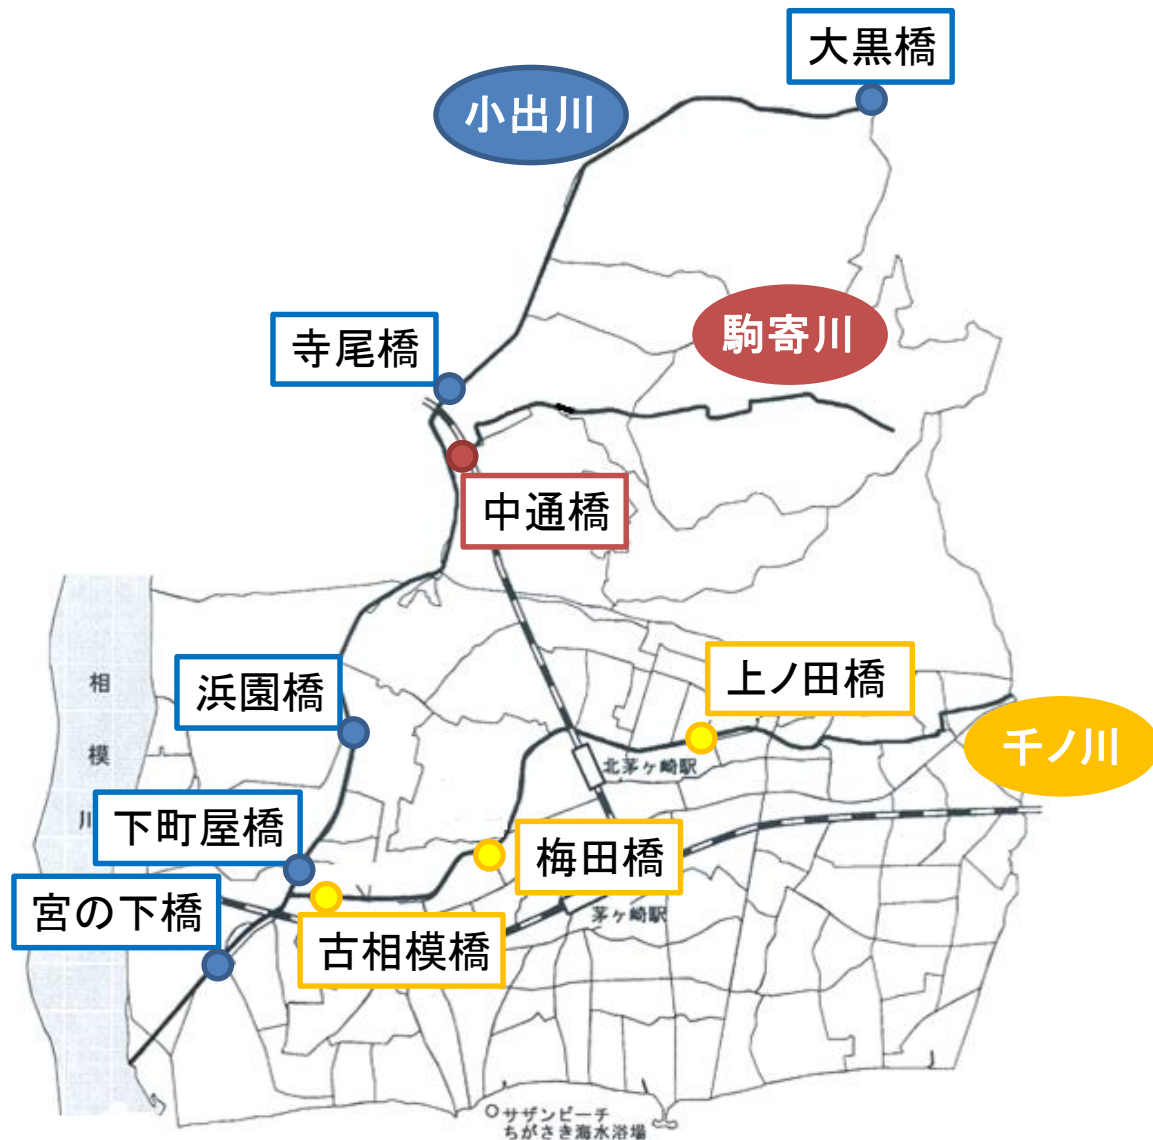 大黒橋
小出川
駒寄川
寺尾橋
中通橋
相
模
川
浜園橋
上ノ田橋
千ノ川
北茅ヶ崎駅
下町屋橋
梅田橋
宮の下橋
茅ヶ崎駅
古相模橋
サザンビーチ
ちがさき海水浴場